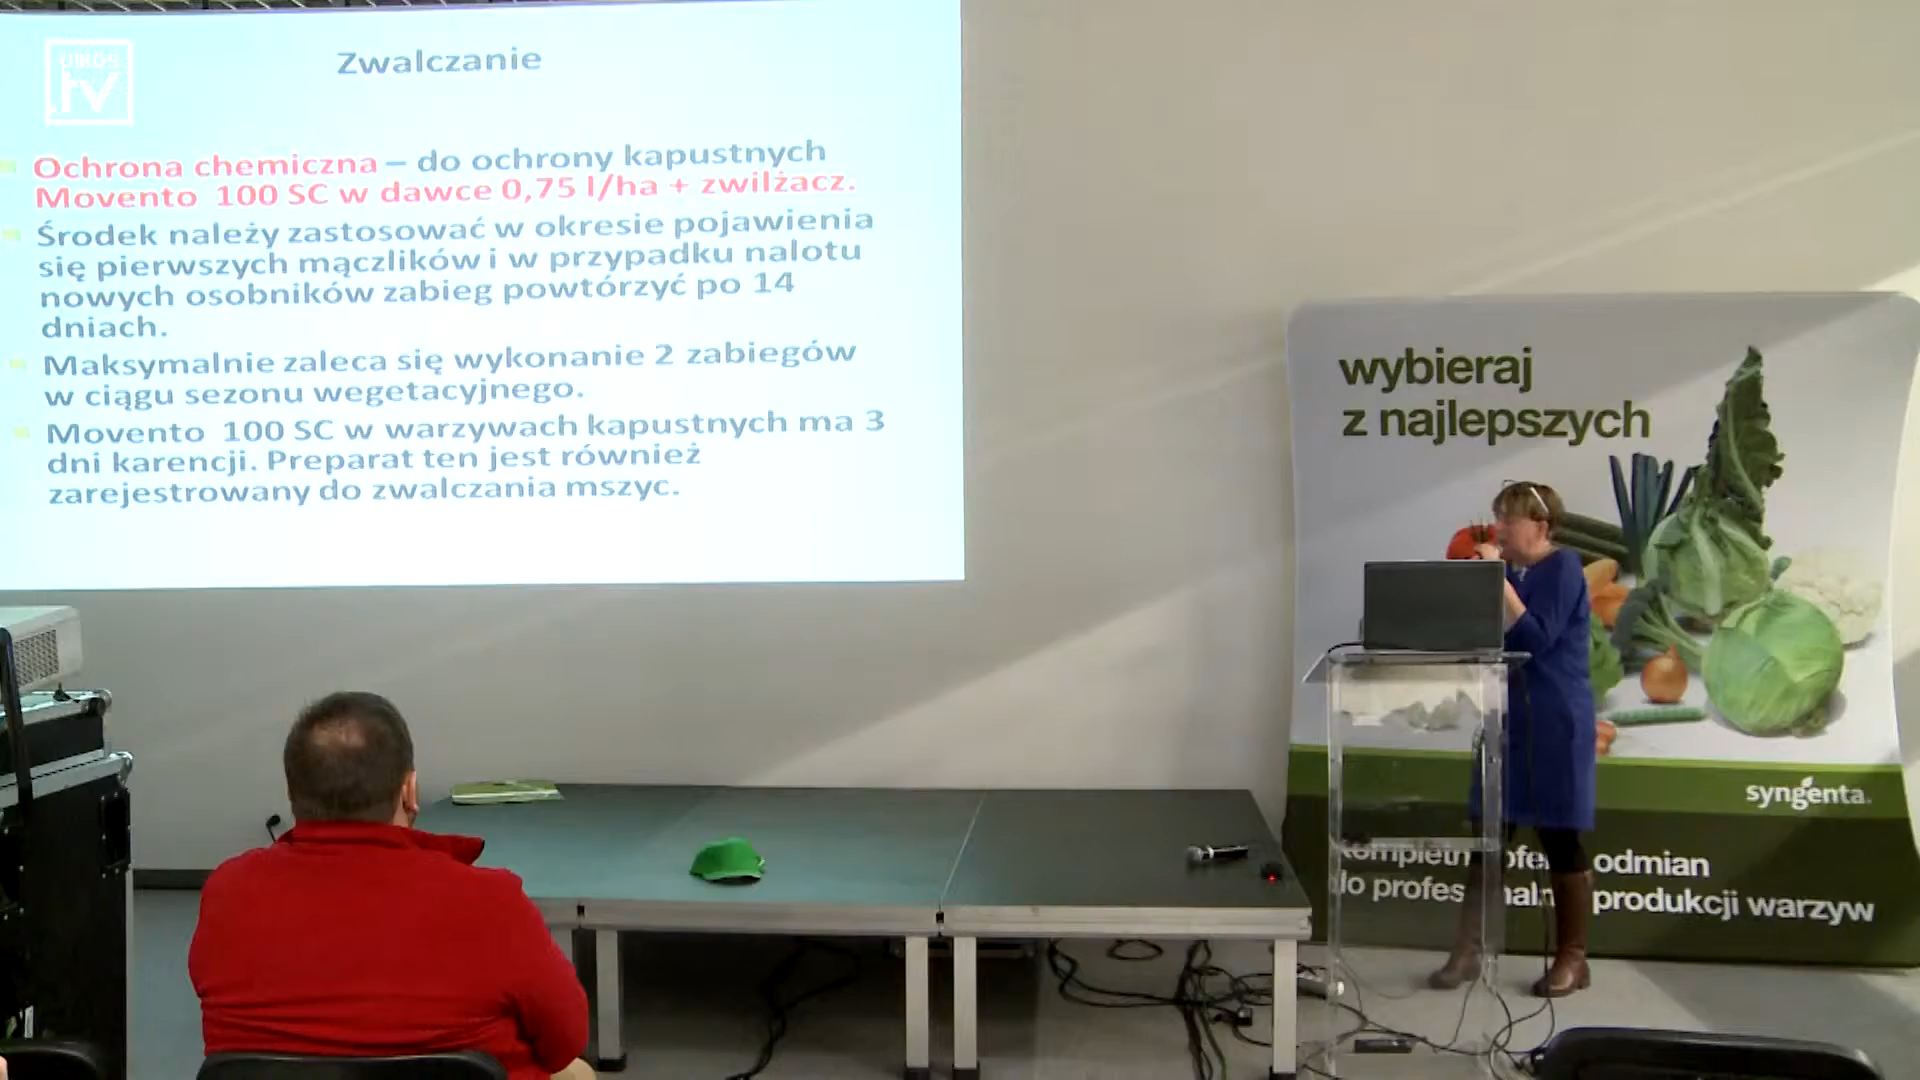 OIKOS
.tv
Zwalczanie
Ochrona chemiczna – do ochrony kapustnych
Movento 100 SC w dawce 0,75 l/ha + zwilżacz.
Środek należy zastosować w okresie pojawienia
się pierwszych mączlików i w przypadku nalotu
nowych osobników zabieg powtórzyć po 14
dniach.
Maksymalnie zaleca się wykonanie 2 zabiegów
w ciągu sezonu wegetacyjnego.
Movento 100 SC w warzywach kapustnych ma 3
dni karencji. Preparat ten jest również
zarejestrowany do zwalczania mszyc.
wybieraj
z najlepszych
syngenta.
odmian
produkcji warzyw